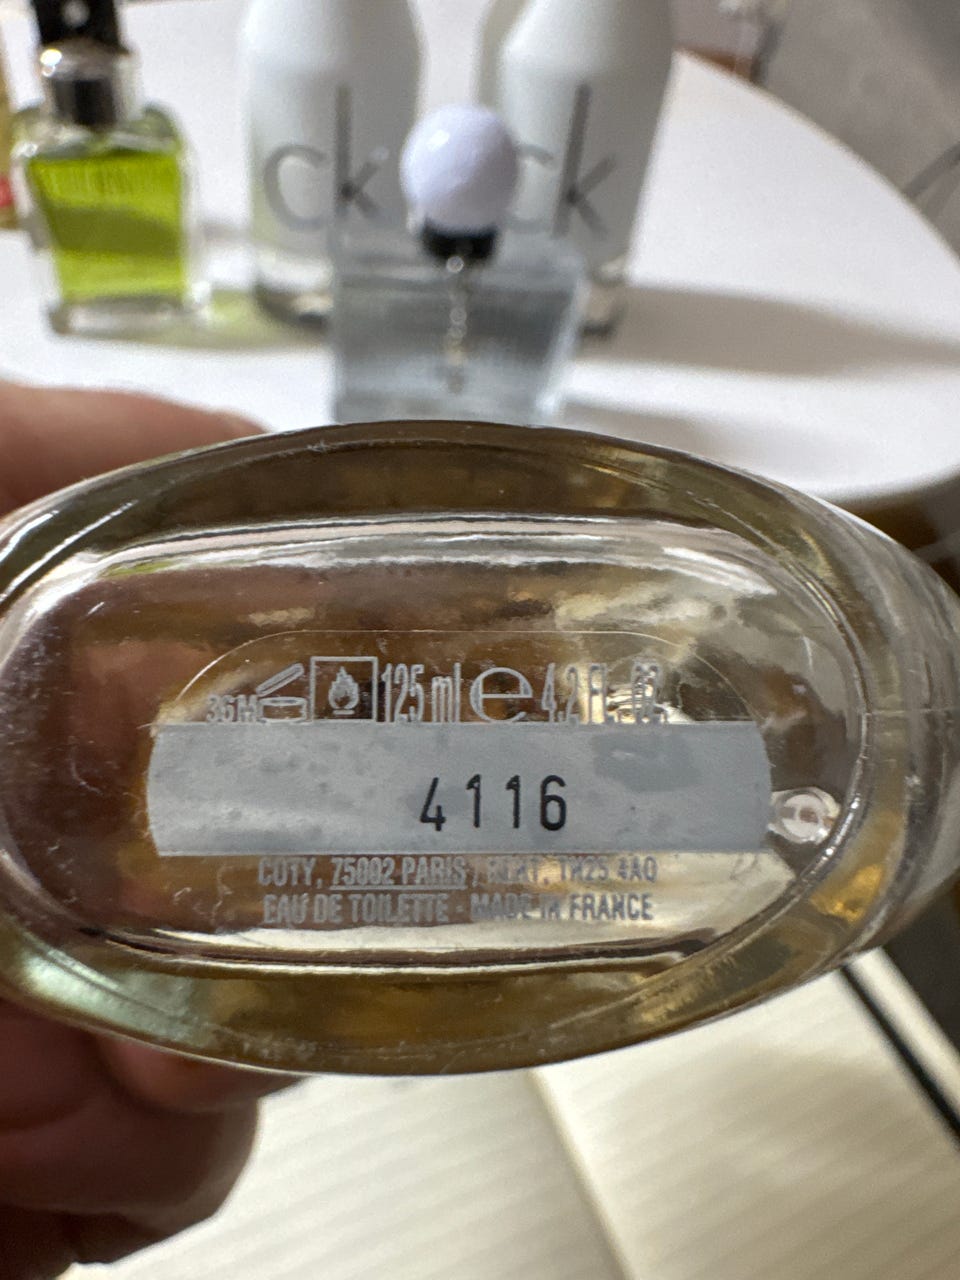 ck
ck
36M 125 ml e 4.2 FL. OZ.
4116
COTY, 75002 PARIS / KENT, TN25 4AQ
EAU DE TOILETTE - MADE IN FRANCE